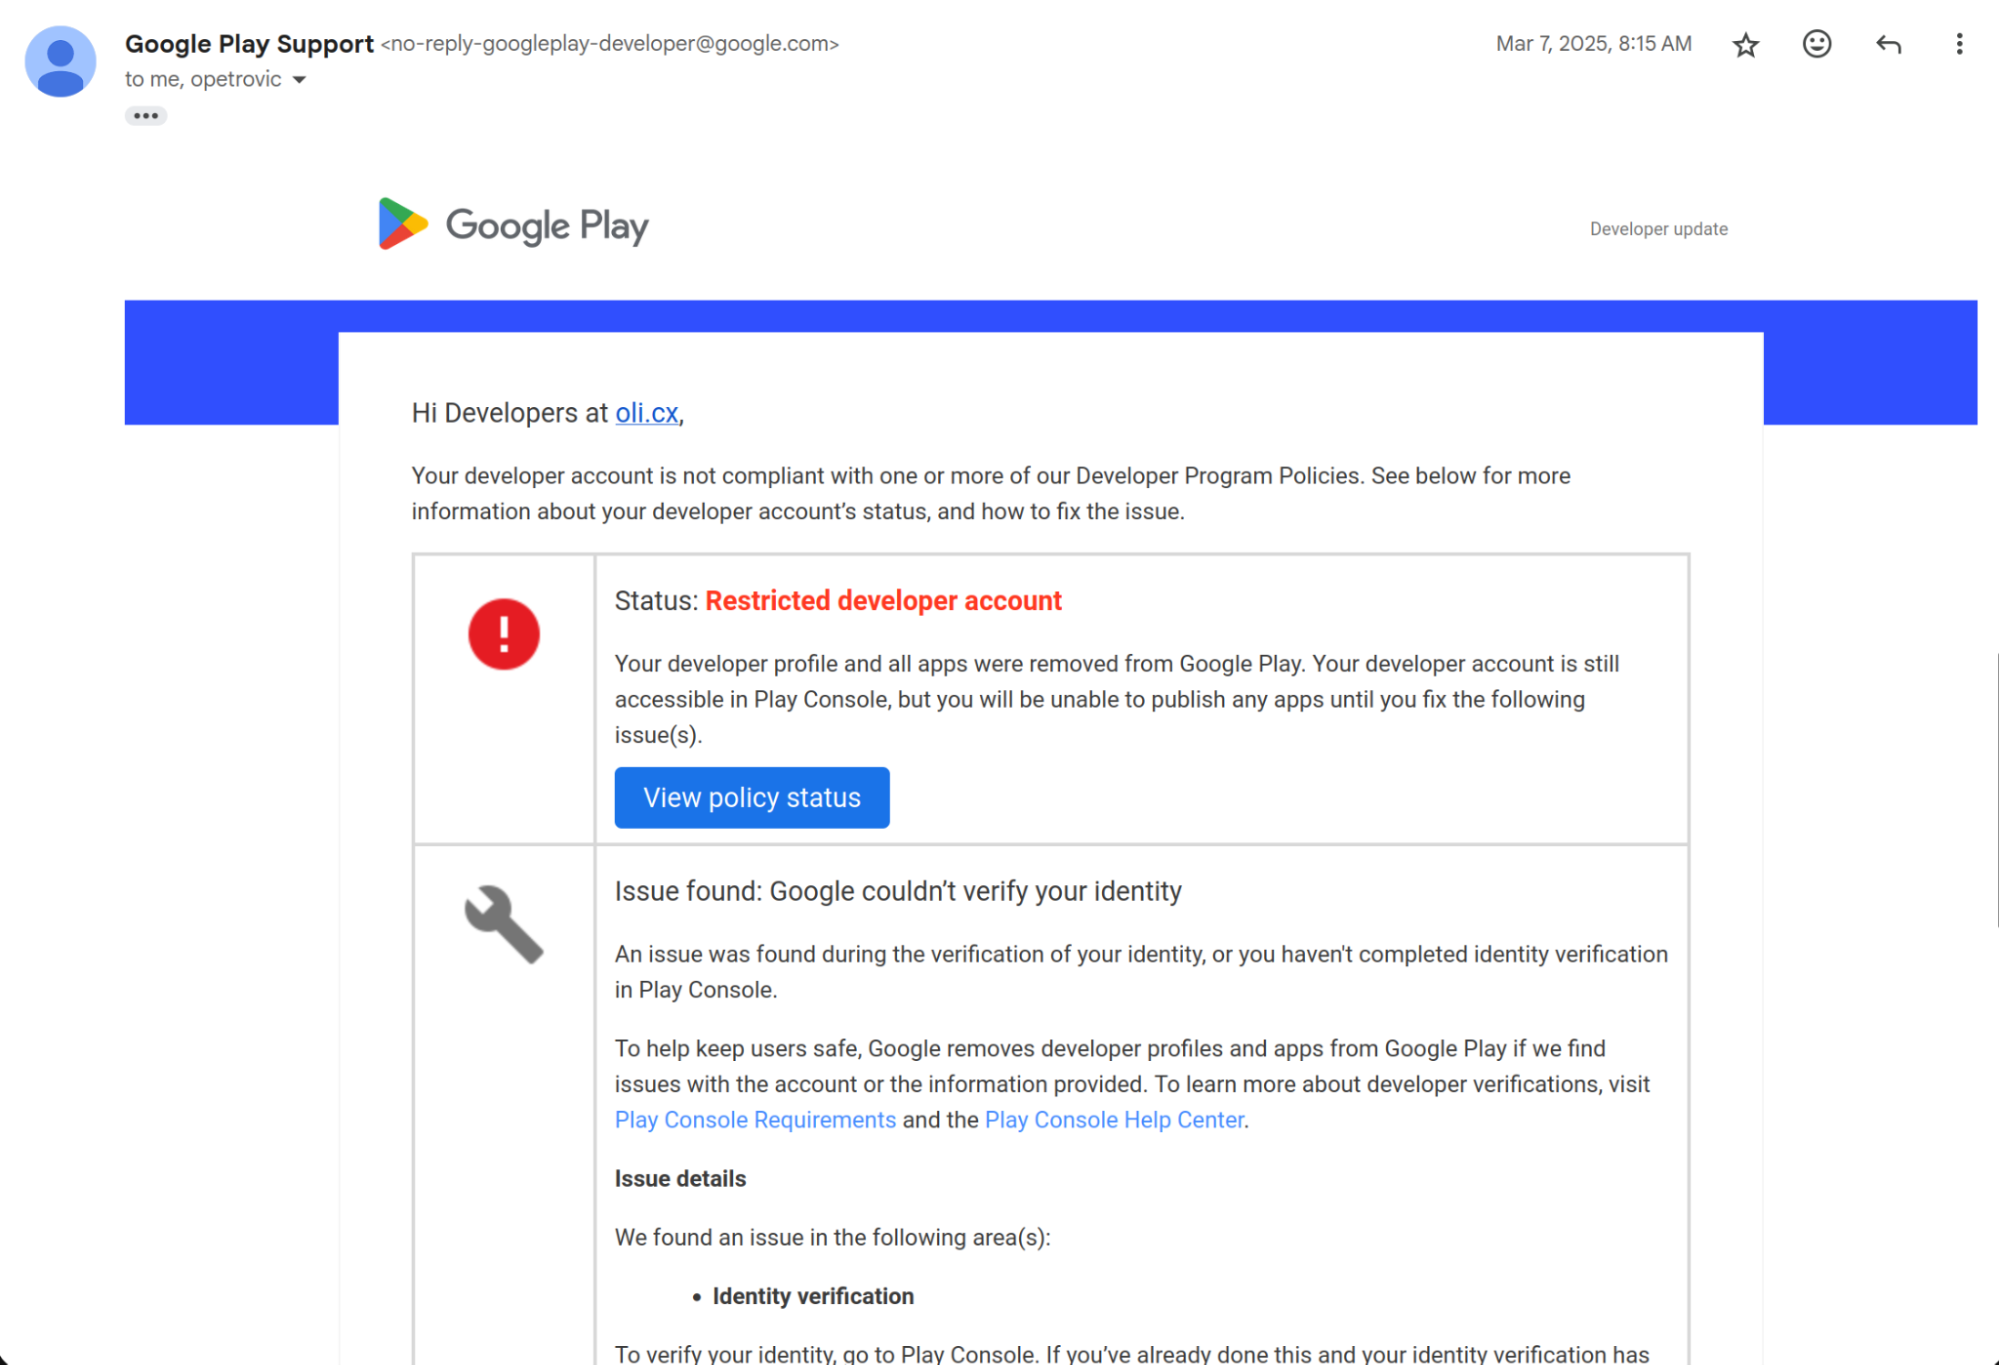 Google Play Support <no-reply-googleplay-developer@google.com>
Mar 7, 2025, 8:15 AM
to me, opetrovic
Google Play
Developer update
Hi Developers at oli.cx,
Your developer account is not compliant with one or more of our Developer Program Policies. See below for more
information about your developer account’s status, and how to fix the issue.
Status: Restricted developer account
Your developer profile and all apps were removed from Google Play. Your developer account is still
accessible in Play Console, but you will be unable to publish any apps until you fix the following
issue(s).
View policy status
Issue found: Google couldn’t verify your identity
An issue was found during the verification of your identity, or you haven't completed identity verification
in Play Console.
To help keep users safe, Google removes developer profiles and apps from Google Play if we find
issues with the account or the information provided. To learn more about developer verifications, visit
Play Console Requirements and the Play Console Help Center.
Issue details
We found an issue in the following area(s):
• Identity verification
To verify your identity, go to Play Console. If you’ve already done this and your identity verification has